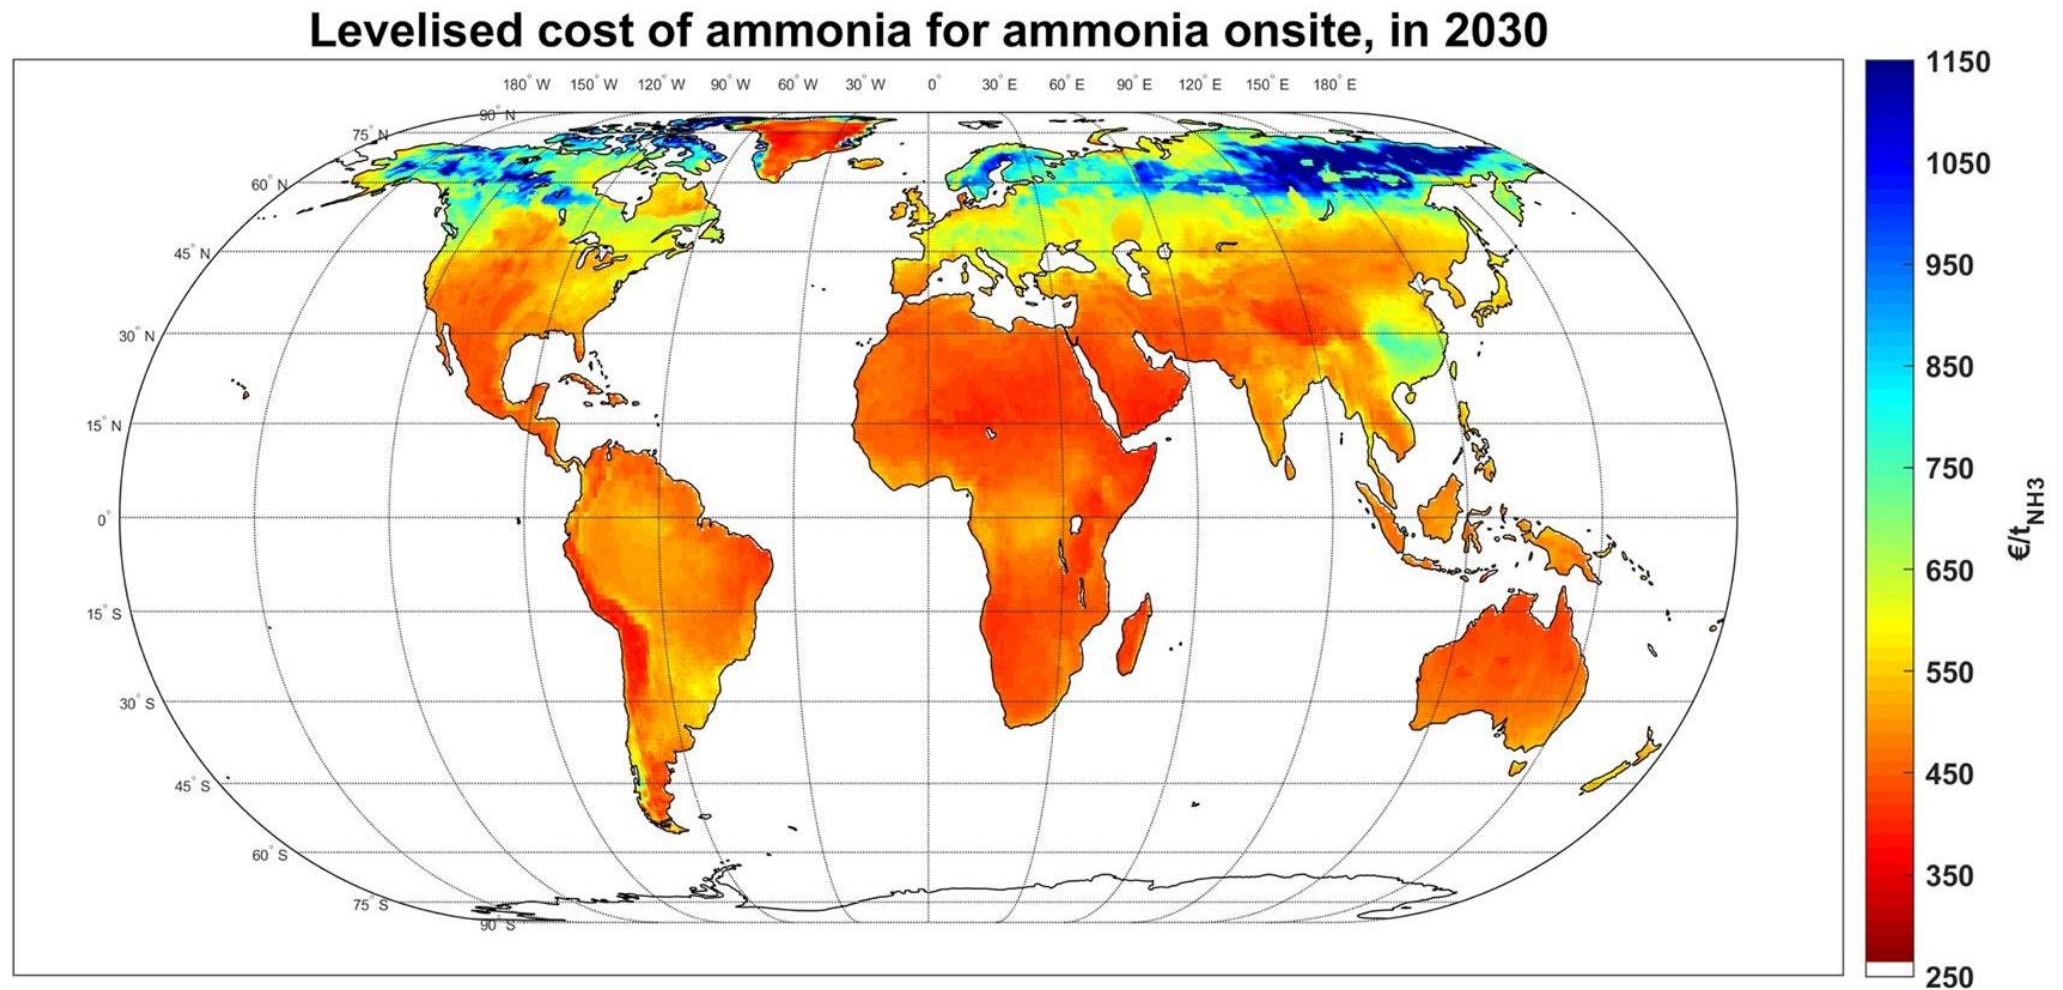 Levelised cost of ammonia for ammonia onsite, in 2030
180° W 150° W 120° W 90° W 60° W 30° W 0° 30° E 60° E 90° E 120° E 150° E 180° E
90° N
75° N
60° N
45° N
30° N
15° N
0°
15° S
30° S
45° S
60° S
75° S
90° S
1150
1050
950
850
750
650
550
450
350
250
€/tNH3